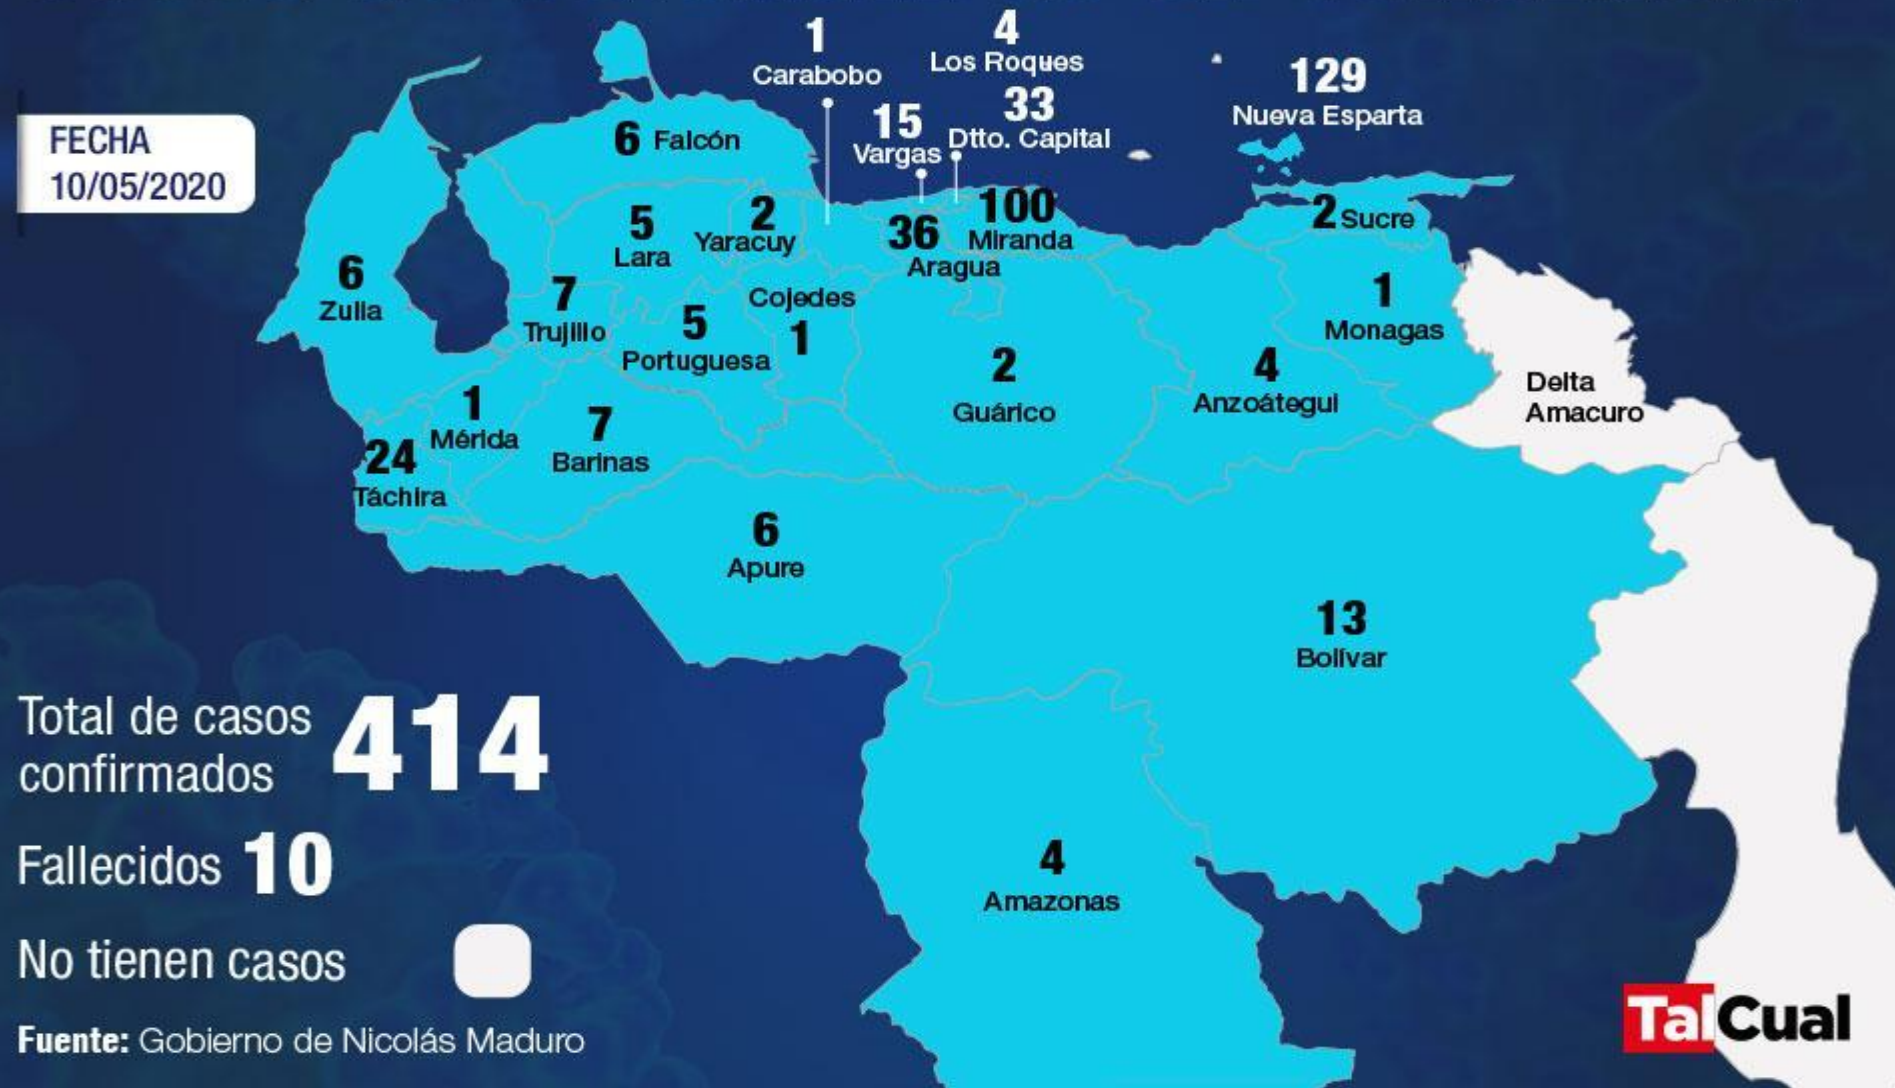 1
Carabobo
4
Los Roques
15
Vargas
33
Dtto. Capital
129
Nueva Esparta
FECHA
10/05/2020
6 Falcón
5
Lara
2
Yaracuy
36
Aragua
100
Miranda
2 Sucre
6
Zulia
7
Trujillo
5
Portuguesa
Cojedes
1
2
Guárico
4
Anzoátegui
1
Monagas
Delta
Amacuro
1
Mérida
24
Táchira
7
Barinas
6
Apure
13
Bolívar
4
Amazonas
Total de casos
confirmados
414
Fallecidos 10
No tienen casos
Fuente: Gobierno de Nicolás Maduro
TalCual